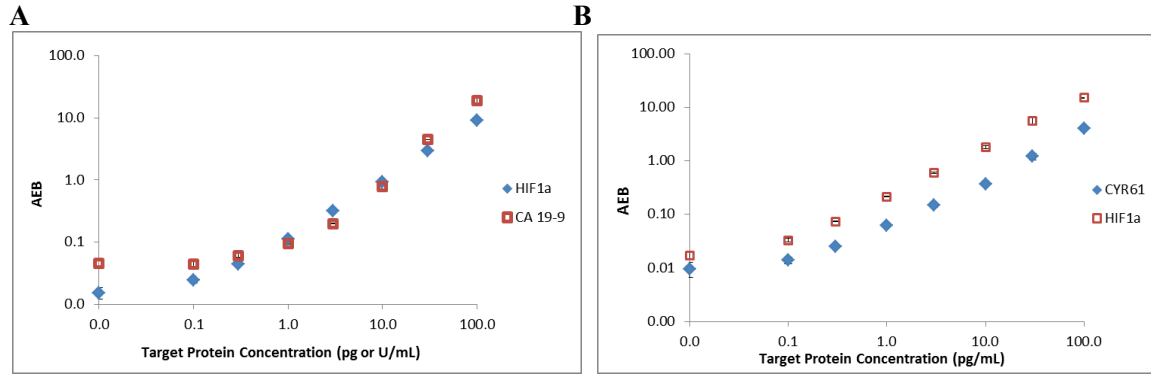 A
100.0
10.0
1.0
0.1
0.0
AEB
0.0 0.1 1.0 10.0 100.0
Target Protein Concentration (pg or U/mL)
HIF1a
CA 19-9
B
100.00
10.00
1.00
0.10
0.01
0.00
AEB
0.0 0.1 1.0 10.0 100.0
Target Protein Concentration (pg/mL)
CYR61
HIF1a